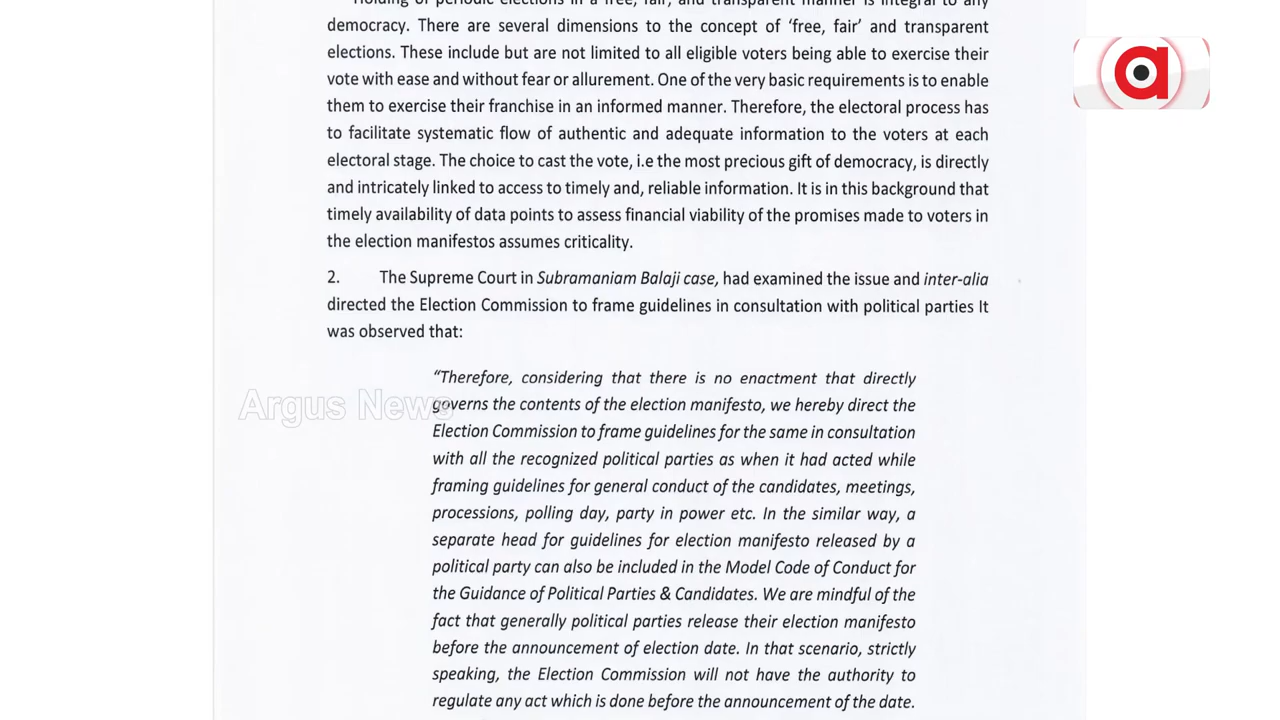 Holding of periodic elections in a free, fair, and transparent manner is integral to any
democracy. There are several dimensions to the concept of ‘free, fair’ and transparent
elections. These include but are not limited to all eligible voters being able to exercise their
vote with ease and without fear or allurement. One of the very basic requirements is to enable
them to exercise their franchise in an informed manner. Therefore, the electoral process has
to facilitate systematic flow of authentic and adequate information to the voters at each
electoral stage. The choice to cast the vote, i.e the most precious gift of democracy, is directly
and intricately linked to access to timely and, reliable information. It is in this background that
timely availability of data points to assess financial viability of the promises made to voters in
the election manifestos assumes criticality.
2. The Supreme Court in Subramaniam Balaji case, had examined the issue and inter-alia
directed the Election Commission to frame guidelines in consultation with political parties It
was observed that:
“Therefore, considering that there is no enactment that directly
governs the contents of the election manifesto, we hereby direct the
Election Commission to frame guidelines for the same in consultation
with all the recognized political parties as when it had acted while
framing guidelines for general conduct of the candidates, meetings,
processions, polling day, party in power etc. In the similar way, a
separate head for guidelines for election manifesto released by a
political party can also be included in the Model Code of Conduct for
the Guidance of Political Parties & Candidates. We are mindful of the
fact that generally political parties release their election manifesto
before the announcement of election date. In that scenario, strictly
speaking, the Election Commission will not have the authority to
regulate any act which is done before the announcement of the date.
Argus News
a